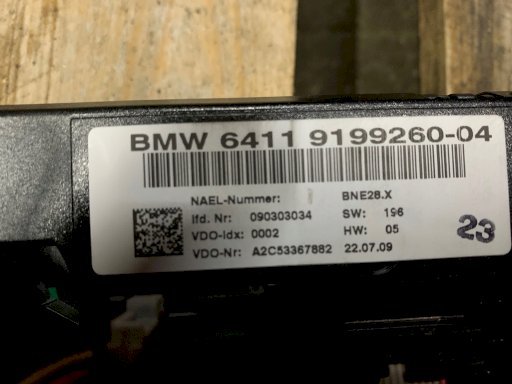 BMW 6411 9199260-04
NAEL-Nummer: BNE28.X
lfd. Nr: 090303034 SW: 196
VDO-Idx: 0002 HW: 05
VDO-Nr: A2C53367882 22.07.09
23